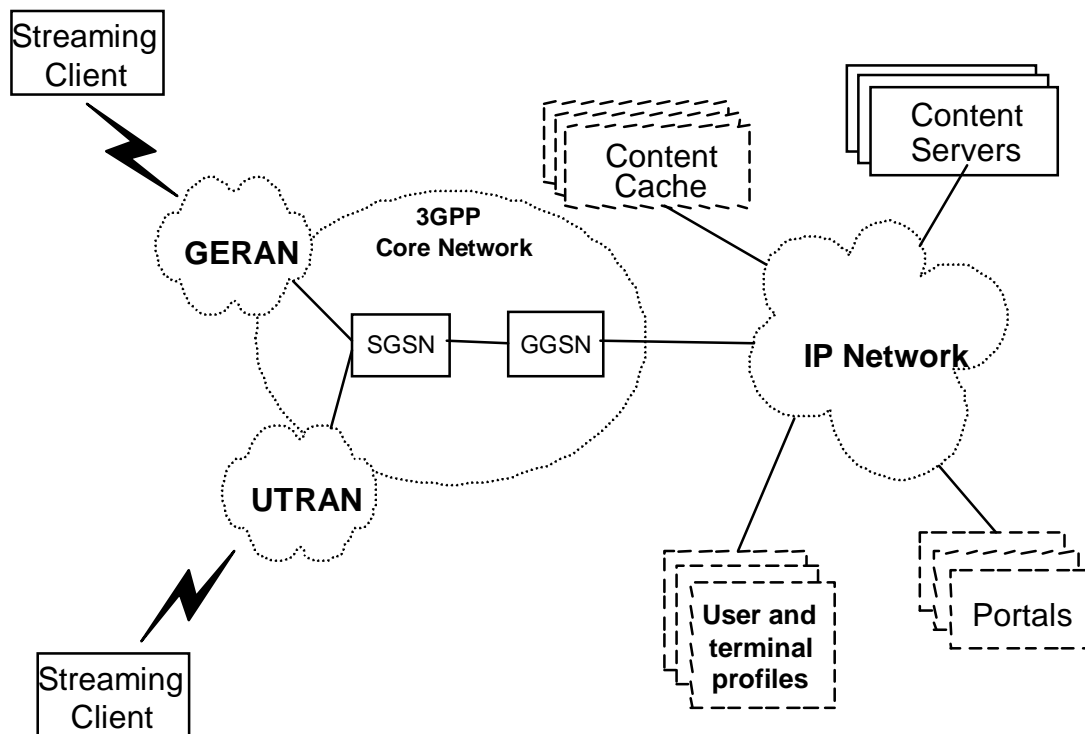 Streaming
Client
Content
Servers
Content
Cache
3GPP
Core Network
GERAN
SGSN
GGSN
IP Network
UTRAN
User and
terminal
profiles
Portals
Streaming
Client